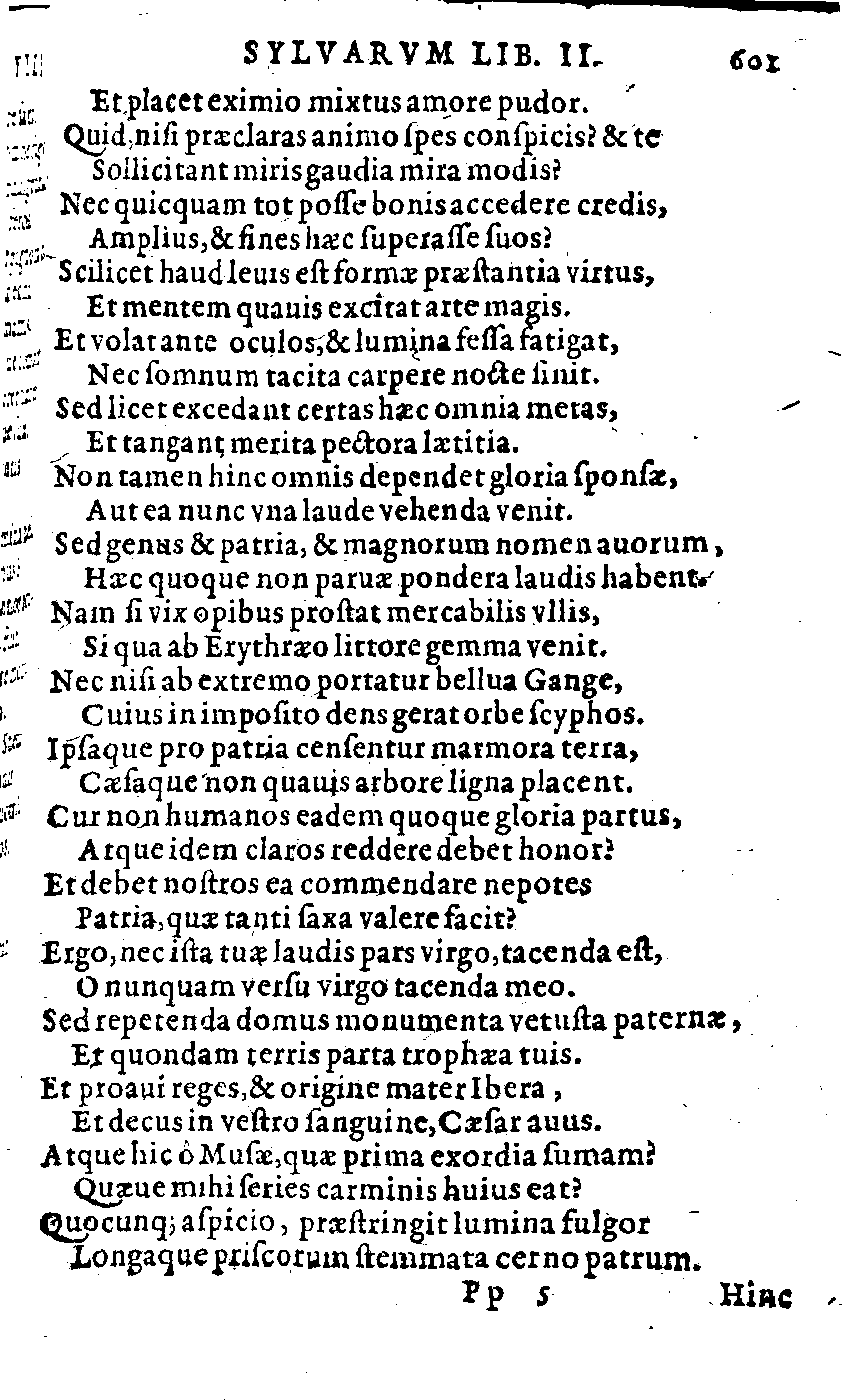 SYLVARVM LIB. II. 601
Et placet eximio mixtus amore pudor.
Quid, niſi præclaras animo ſpes conſpicis? & te
Sollicitant miris gaudia mira modis?
Nec quicquam tot poſſe bonis accedere credis,
Amplius, & fines hæc ſuperaſſe ſuos?
Scilicet haud leuis eſt formæ præſtantia virtus,
Et mentem quauis excitat arte magis.
Et volat ante oculos, & lumina feſſa fatigat,
Nec ſomnum tacita carpere nocte ſinit.
Sed licet excedant certas hæc omnia metas,
Et tangant merita pectora lætitia.
Non tamen hinc omnis dependet gloria ſponſæ,
Aut ea nunc vna laude vehenda venit.
Sed genus & patria, & magnorum nomen auorum,
Hæc quoque non paruæ pondera laudis habent.
Nam ſi vix opibus proſtat mercabilis vllis,
Si qua ab Erythræo littore gemma venit.
Nec niſi ab extremo portatur bellua Gange,
Cuius in impoſito dens gerat orbe ſcyphos.
Ipſaque pro patria cenſentur marmora terra,
Cæſaque non quauis arbore ligna placent.
Cur non humanos eadem quoque gloria partus,
Atque idem claros reddere debet honor?
Et debet noſtros ea commendare nepotes
Patria, quæ tanti ſaxa valere facit?
Ergo, nec iſta tuæ laudis pars virgo, tacenda eſt,
O nunquam verſu virgo tacenda meo.
Sed repetenda domus monumenta vetuſta paternæ,
Et quondam terris parta trophæa tuis.
Et proaui reges, & origine mater Ibera,
Et decus in veſtro ſanguine, Cæſar auus.
Atque hic ô Muſæ, quæ prima exordia ſumam?
Quæue mihi ſeries carminis huius eat?
Quocunq; aſpicio, præſtringit lumina fulgor
Longaque priſcorum ſtemmata cerno patrum.
Pp 5 Hinc